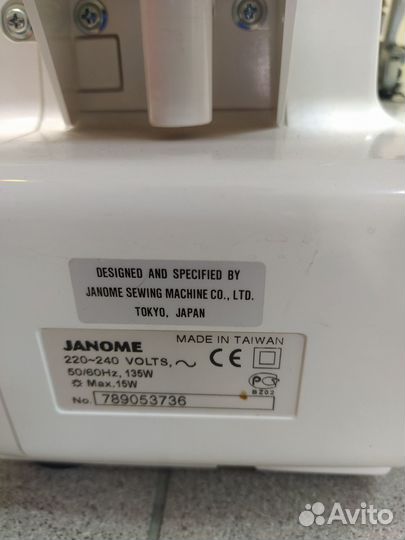 DESIGNED AND SPECIFIED BY
JANOME SEWING MACHINE CO., LTD.
TOKYO, JAPAN
JANOME MADE IN TAIWAN
220~240 VOLTS, ~ CE
50/60Hz, 135W
Max. 15W
BZ02
No. 789053736
Avito